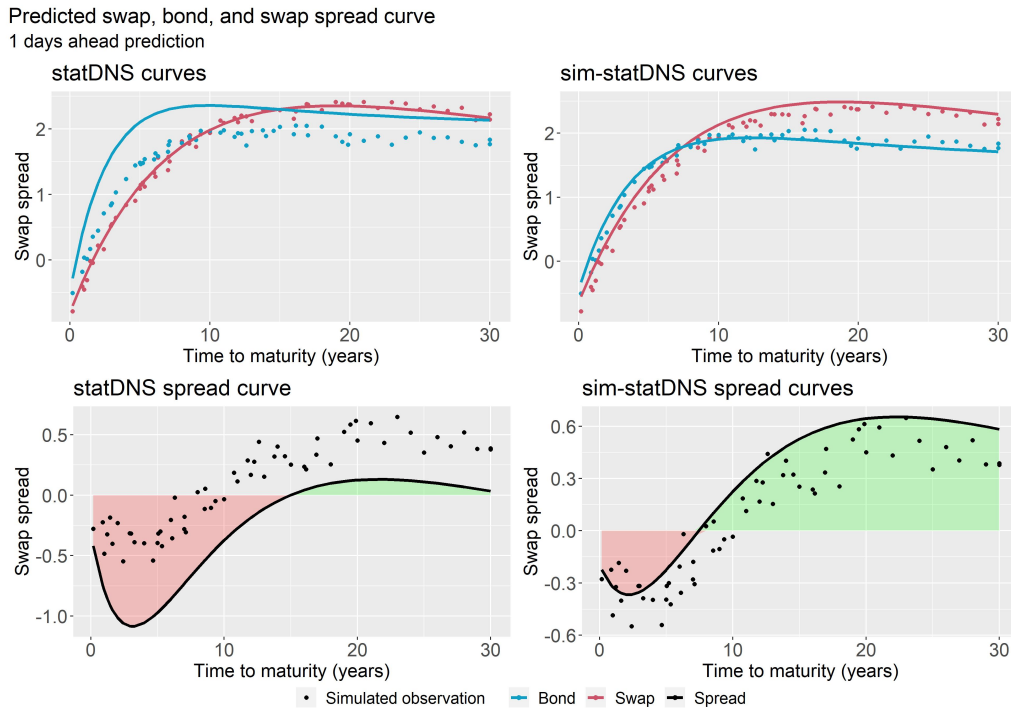 Predicted swap, bond, and swap spread curve
1 days ahead prediction
statDNS curves
Swap spread
2
1
0
0 10 20 30
Time to maturity (years)
sim-statDNS curves
Swap spread
2
1
0
0 10 20 30
Time to maturity (years)
statDNS spread curve
Swap spread
0.5
0.0
-0.5
-1.0
0 10 20 30
Time to maturity (years)
sim-statDNS spread curves
Swap spread
0.6
0.3
0.0
-0.3
-0.6
0 10 20 30
Time to maturity (years)
Simulated observation Bond Swap Spread